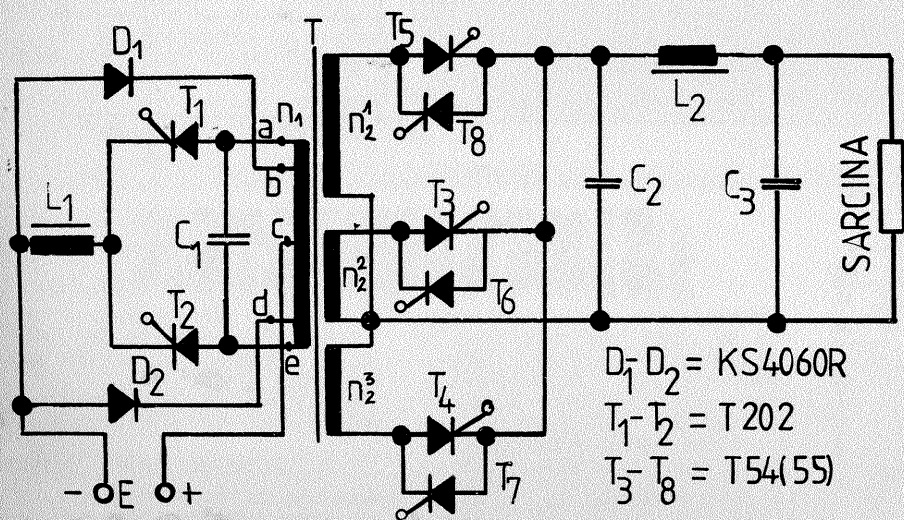 D1
T1
a
n1
b
L1
C1
c
T2
d
e
D2
- E +
T
n2^1
n2^2
n2^3
T5
T8
T3
T6
T4
T7
L2
C2
C3
SARCINA
D1-D2 = KS4060R
T1-T2 = T202
T3-T8 = T54(55)